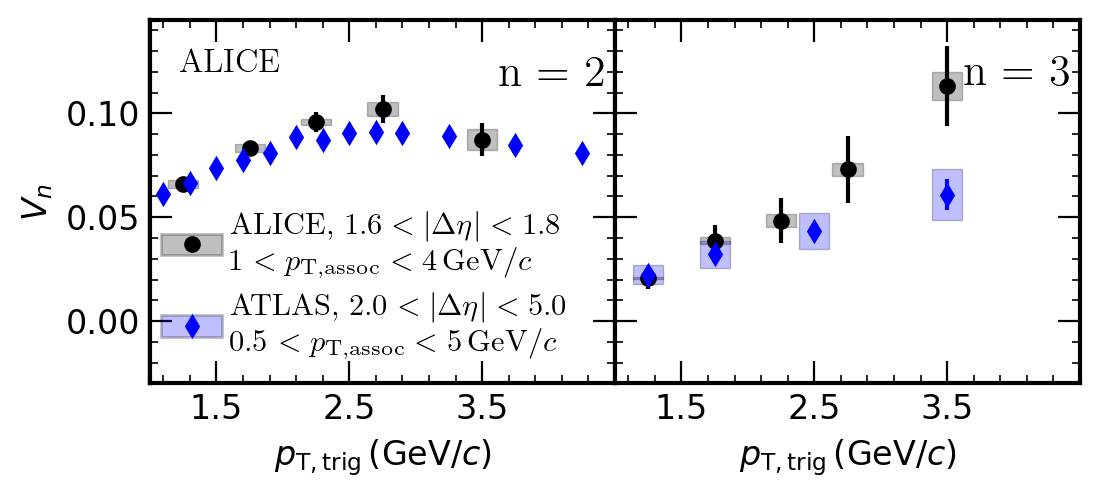 ALICE
n = 2
n = 3
0.10
0.05
0.00
V_n
ALICE, 1.6 < |Δη| < 1.8
1 < p_T,assoc < 4 GeV/c
ATLAS, 2.0 < |Δη| < 5.0
0.5 < p_T,assoc < 5 GeV/c
1.5 2.5 3.5 1.5 2.5 3.5
p_T, trig (GeV/c) p_T, trig (GeV/c)